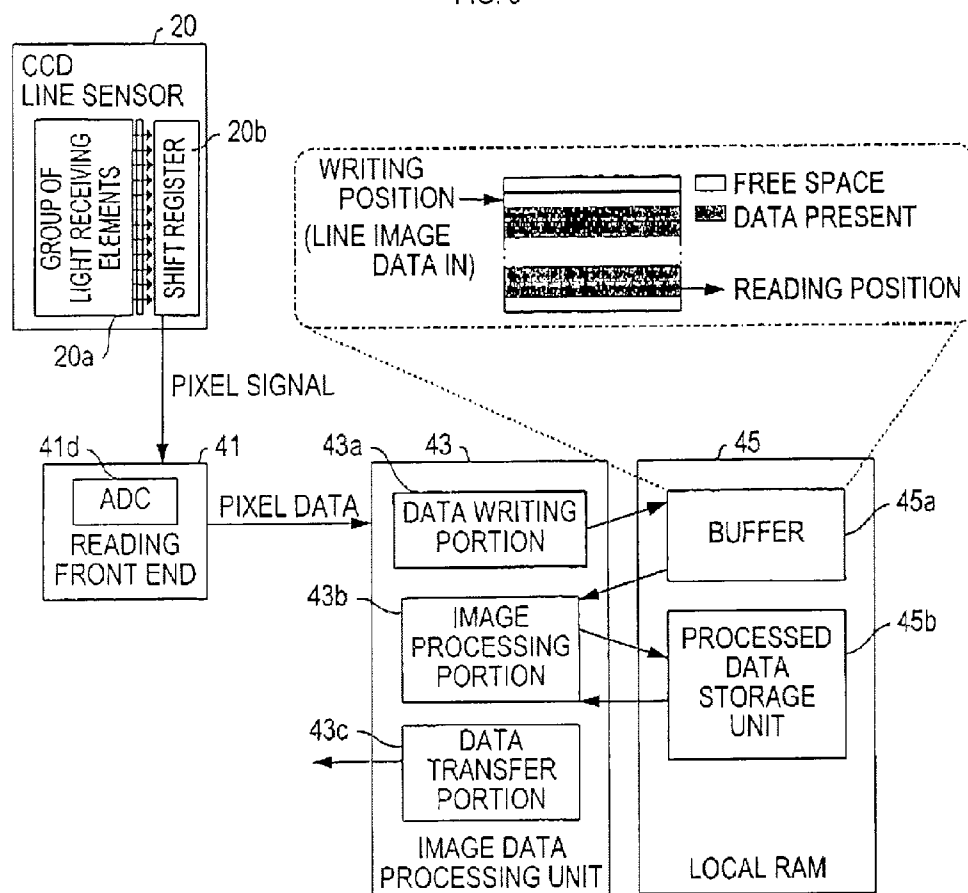 20
CCD
LINE SENSOR
20b
GROUP OF
LIGHT RECEIVING
ELEMENTS
SHIFT REGISTER
20a
WRITING
POSITION
(LINE IMAGE
DATA IN)
FREE SPACE
DATA PRESENT
READING POSITION
PIXEL SIGNAL
41d
41
ADC
READING
FRONT END
PIXEL DATA
43a
43
DATA WRITING
PORTION
45
BUFFER
45a
43b
IMAGE
PROCESSING
PORTION
45b
PROCESSED
DATA
STORAGE
UNIT
43c
DATA
TRANSFER
PORTION
IMAGE DATA
PROCESSING UNIT
LOCAL RAM